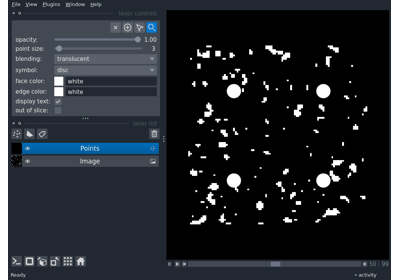 File View Plugins Window Help
layer controls
opacity: 1.00
point size: 3
blending: translucent
symbol: disc
face color: white
edge color: white
display text:
out of slice:
layer list
Points
Image
50 99
Ready
activity